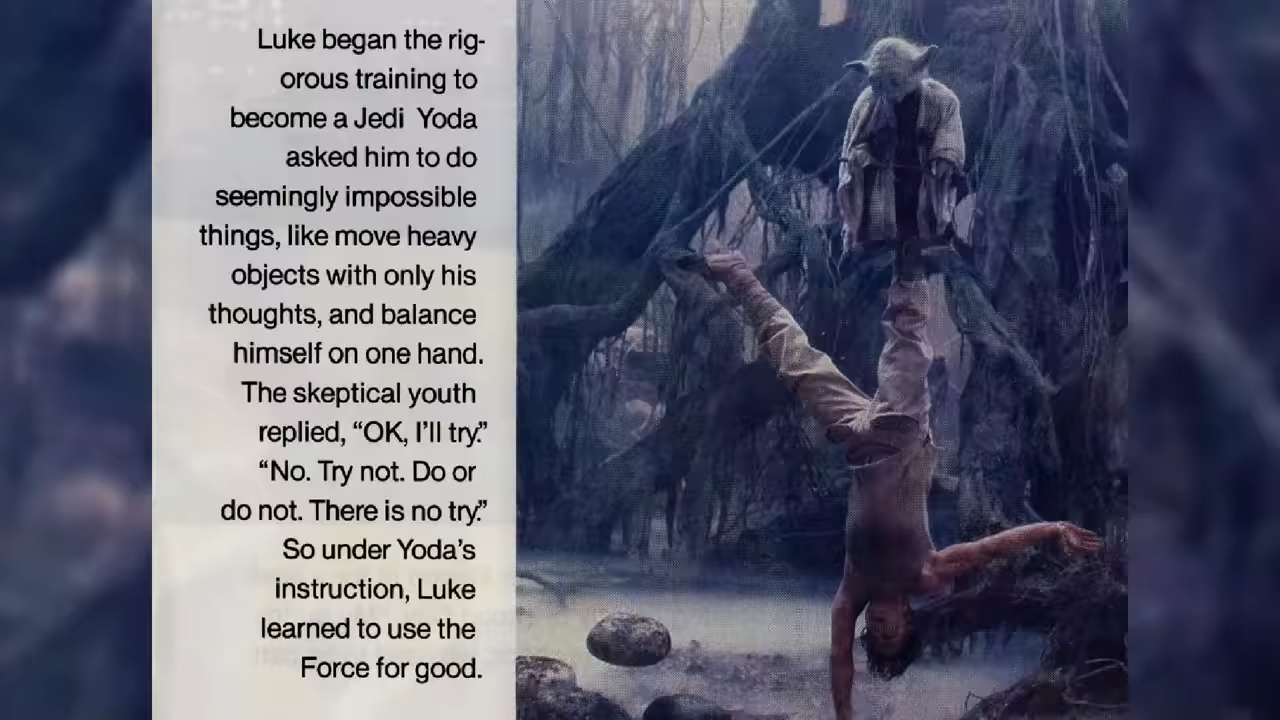 Luke began the rig-
orous training to
become a Jedi Yoda
asked him to do
seemingly impossible
things, like move heavy
objects with only his
thoughts, and balance
himself on one hand.
The skeptical youth
replied, “OK, I’ll try.”
“No. Try not. Do or
do not. There is no try.”
So under Yoda’s
instruction, Luke
learned to use the
Force for good.